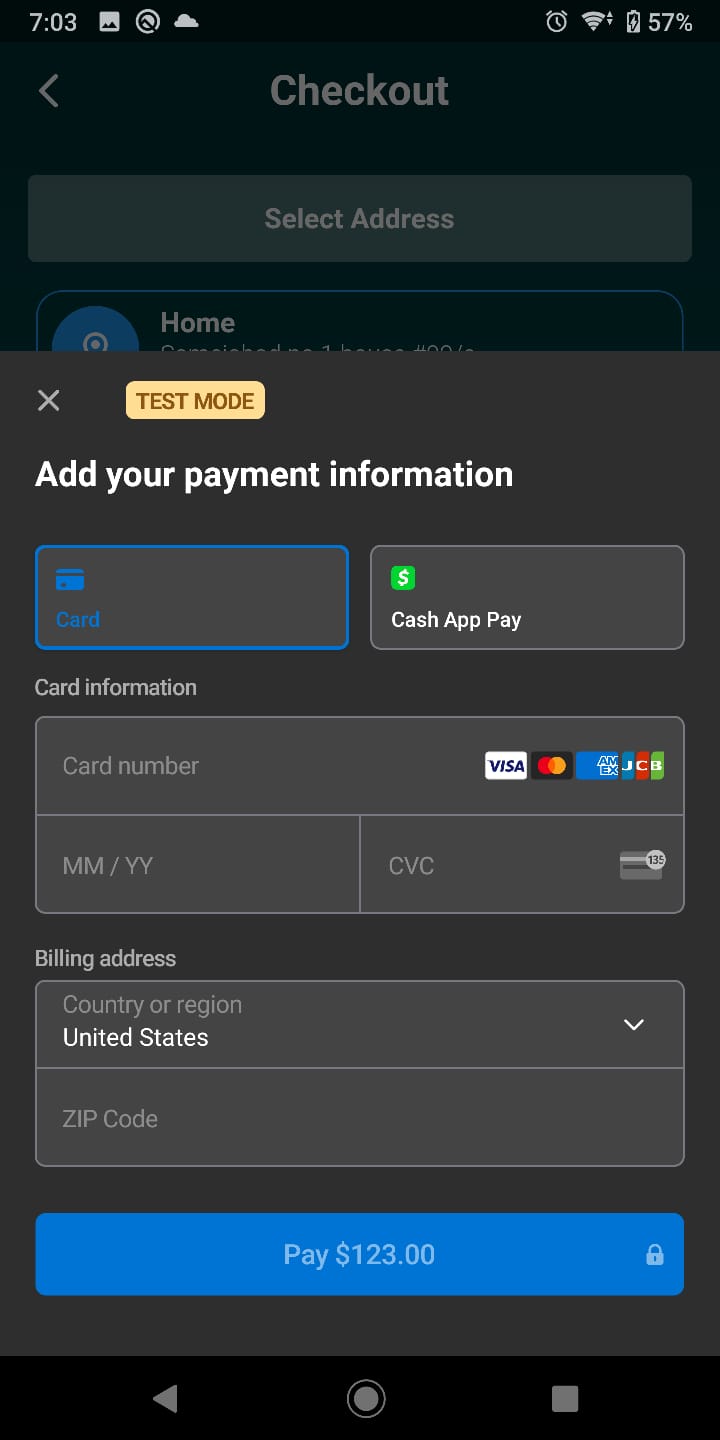 7:03 57%
Checkout
Select Address
Home
TEST MODE
Add your payment information
Card
Cash App Pay
Card information
Card number VISA AMEX JCB
MM / YY CVC 135
Billing address
Country or region
United States
ZIP Code
Pay $123.00